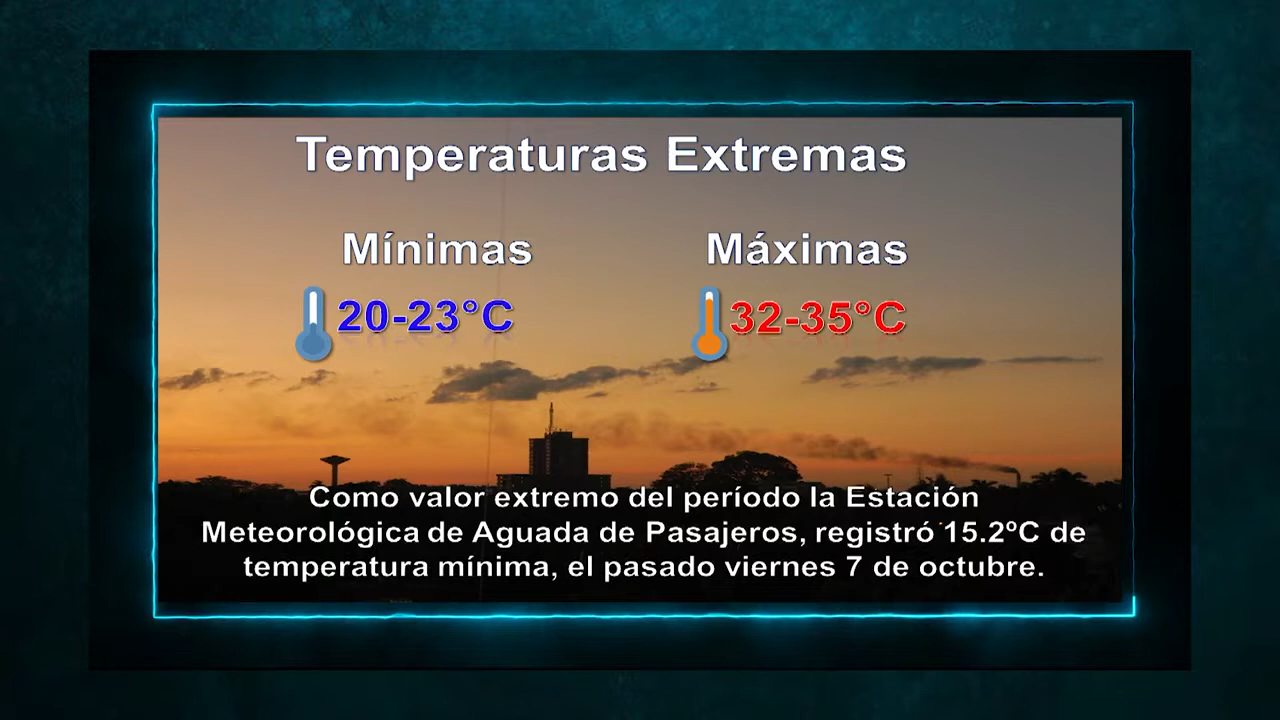 Temperaturas Extremas
Mínimas
Máximas
20-23°C
32-35°C
Como valor extremo del período la Estación
Meteorológica de Aguada de Pasajeros, registró 15.2ºC de
temperatura mínima, el pasado viernes 7 de octubre.